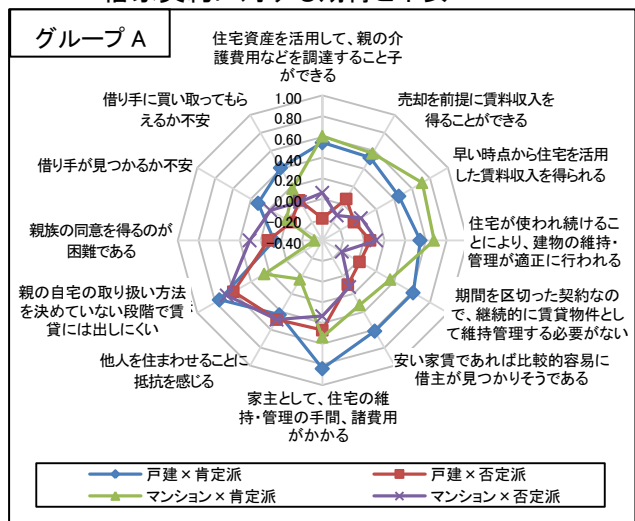 グループ A
住宅資産を活用して、親の介
護費用などを調達すること子
ができる
売却を前提に賃料収入を
得ることができる
早い時点から住宅を活用
した賃料収入を得られる
住宅が使われ続けるこ
とにより、建物の維持・
管理が適正に行われる
期間を区切った契約なの
で、継続的に賃貸物件とし
て維持管理する必要がない
安い家賃であれば比較的容易に
借主が見つかりそうである
家主として、住宅の維
持・管理の手間、諸費用
がかかる
他人を住まわせることに
抵抗を感じる
親の自宅の取り扱い方法
を決めていない段階で賃
貸には出しにくい
親族の同意を得るのが
困難である
借り手が見つかるか不安
借り手に買い取ってもら
えるか不安
1.00
0.80
0.60
0.40
0.20
0.00
-0.20
-0.40
戸建×肯定派
戸建×否定派
マンション×肯定派
マンション×否定派